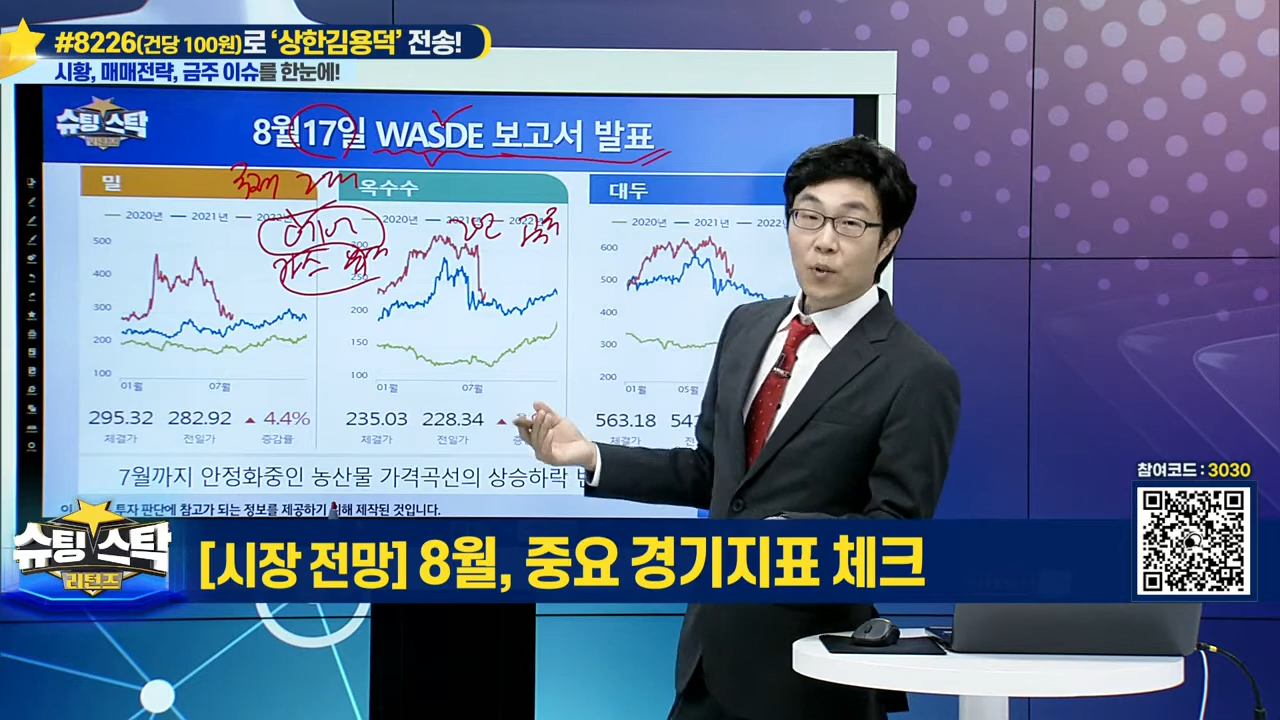 #8226(건당 100원)로 ‘상한김용덕’ 전송!
시황, 매매전략, 금주 이슈를 한눈에!
슈팅 스탁
리턴즈
8월17일 WASDE 보고서 발표
밀
옥수수
대두
2020년 2021년 2022년
2020년 2021년 2022년
2020년 2021년 2022
500
400
300
200
100
01월 07월
250
200
150
100
01월 07월
600
500
400
300
200
01월 05월
295.32 282.92 ▲ 4.4%
체결가 전일가 증감율
235.03 228.34 ▲
체결가 전일가
563.18 541
체결가
7월까지 안정화중인 농산물 가격곡선의 상승하락
투자 판단에 참고가 되는 정보를 제공하기 위해 제작된 것입니다.
참여코드 : 3030
슈팅 스탁
리턴즈
[시장 전망] 8월, 중요 경기지표 체크